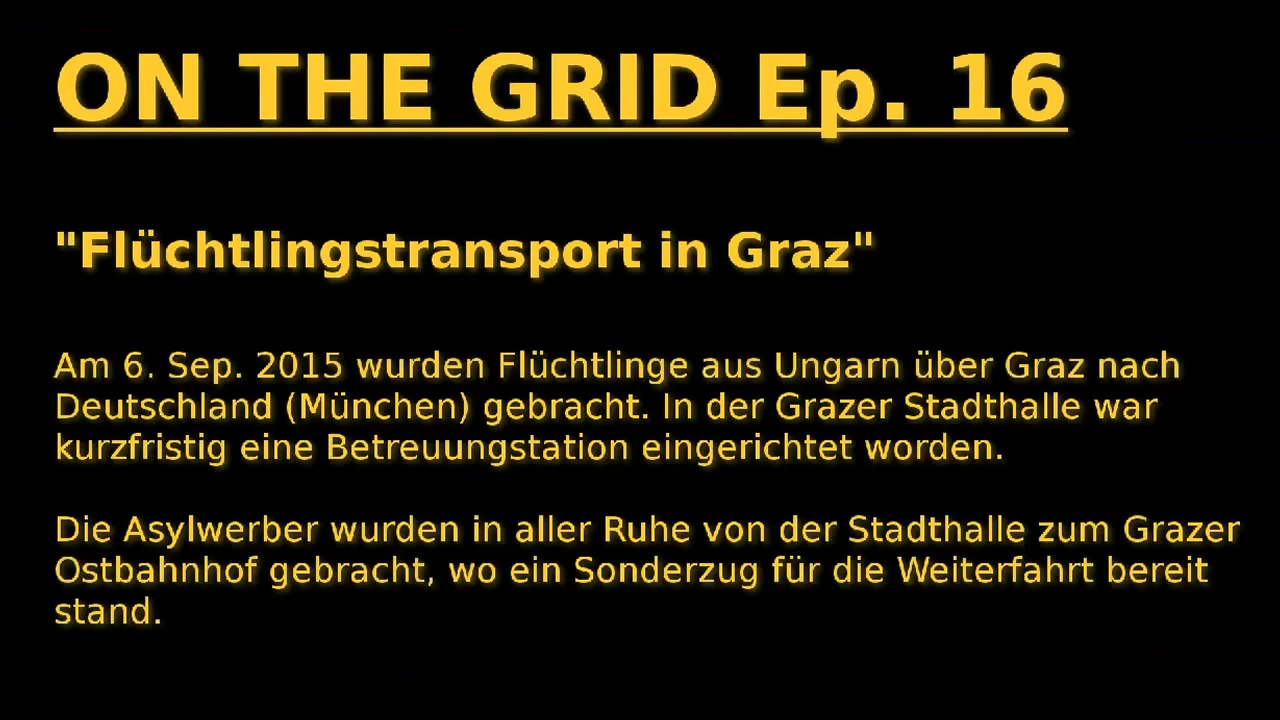 ON THE GRID Ep. 16
"Flüchtlingstransport in Graz"
Am 6. Sep. 2015 wurden Flüchtlinge aus Ungarn über Graz nach
Deutschland (München) gebracht. In der Grazer Stadthalle war
kurzfristig eine Betreuungstation eingerichtet worden.
Die Asylwerber wurden in aller Ruhe von der Stadthalle zum Grazer
Ostbahnhof gebracht, wo ein Sonderzug für die Weiterfahrt bereit
stand.